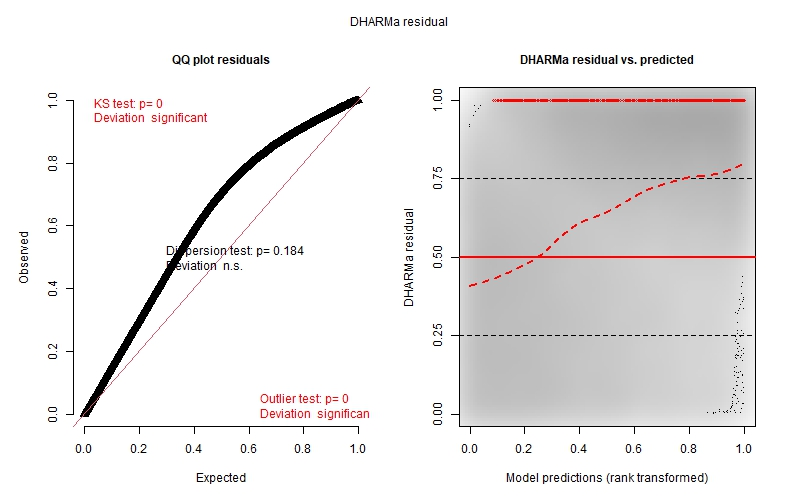 DHARMa residual
QQ plot residuals
KS test: p= 0
Deviation significant
Dispersion test: p= 0.184
Deviation n.s.
Outlier test: p= 0
Deviation significan
Observed
1.0
0.8
0.6
0.4
0.2
0.0
0.0 0.2 0.4 0.6 0.8 1.0
Expected
DHARMa residual vs. predicted
DHARMa residual
1.00
0.75
0.50
0.25
0.00
0.0 0.2 0.4 0.6 0.8 1.0
Model predictions (rank transformed)